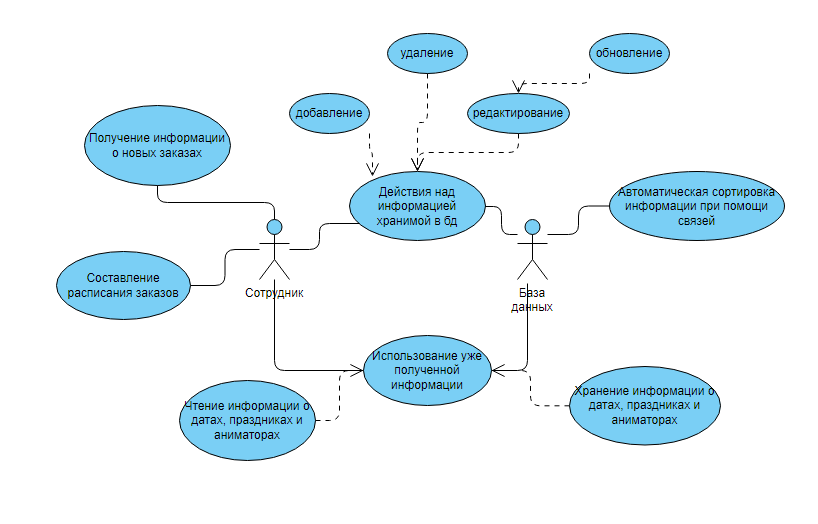 удаление
обновление
добавление
редактирование
Получение информации
о новых заказах
Действия над
информацией
хранимой в бд
Автоматическая сортировка
информации при помощи
связей
Составление
расписания заказов
Сотрудник
База
данных
Использование уже
полученной
информации
Чтение информации о
датах, праздниках и
аниматорах
Хранение информации о
датах, праздниках и
аниматорах